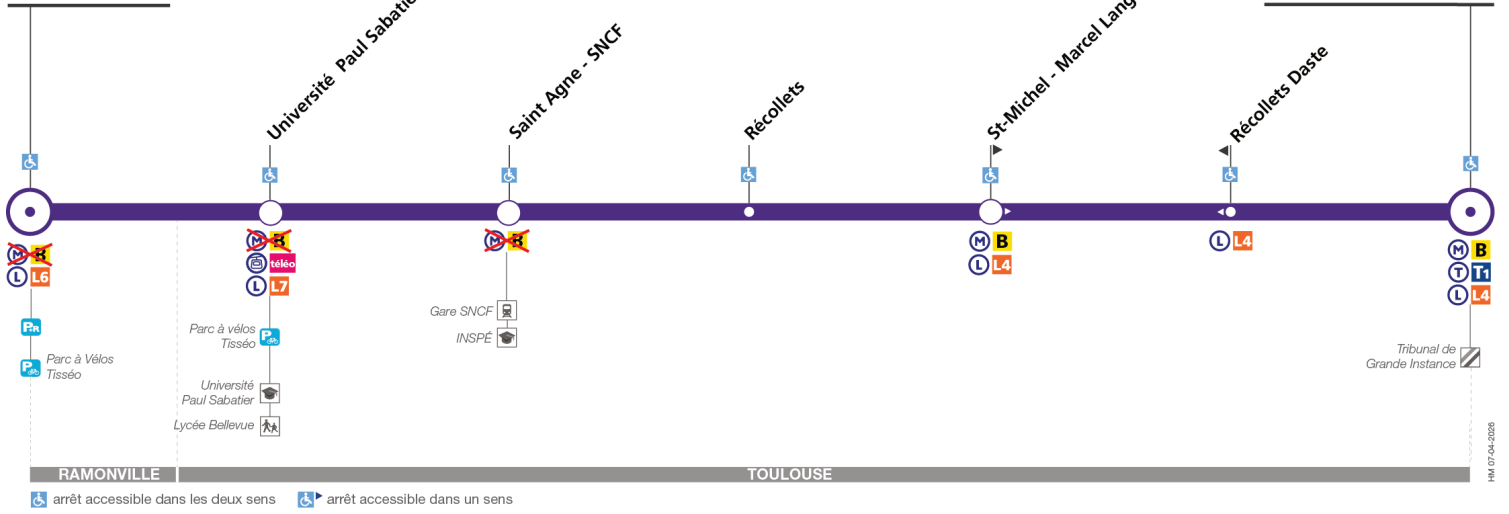 Université Paul Sabatier
Saint Agne - SNCF
Récollets
St-Michel - Marcel Lang
Récollets Daste
M B
L L6
M B
téléo
L L7
M B
M B
L L4
L L4
M B
T T1
L L4
P+R
Parc à Vélos
Tisséo
P
Parc à vélos
Tisséo
P
Université
Paul Sabatier
Lycée Bellevue
Gare SNCF
INSPÉ
Tribunal de
Grande Instance
HM 07-04-2026
RAMONVILLE
TOULOUSE
arrêt accessible dans les deux sens
arrêt accessible dans un sens